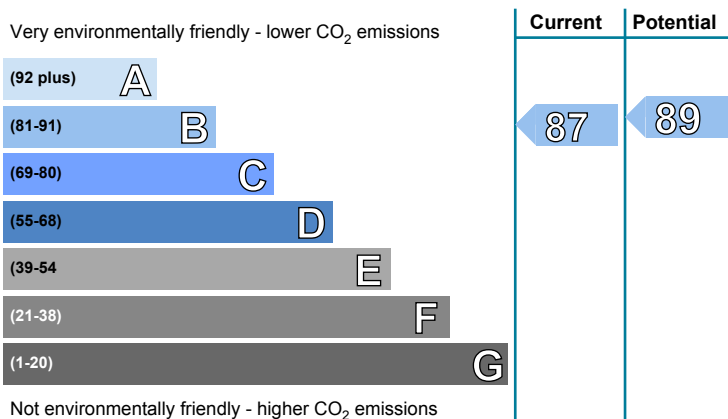 Current Potential
Very environmentally friendly - lower CO2 emissions
(92 plus) A
(81-91) B
87
89
(69-80) C
(55-68) D
(39-54 E
(21-38) F
(1-20) G
Not environmentally friendly - higher CO2 emissions